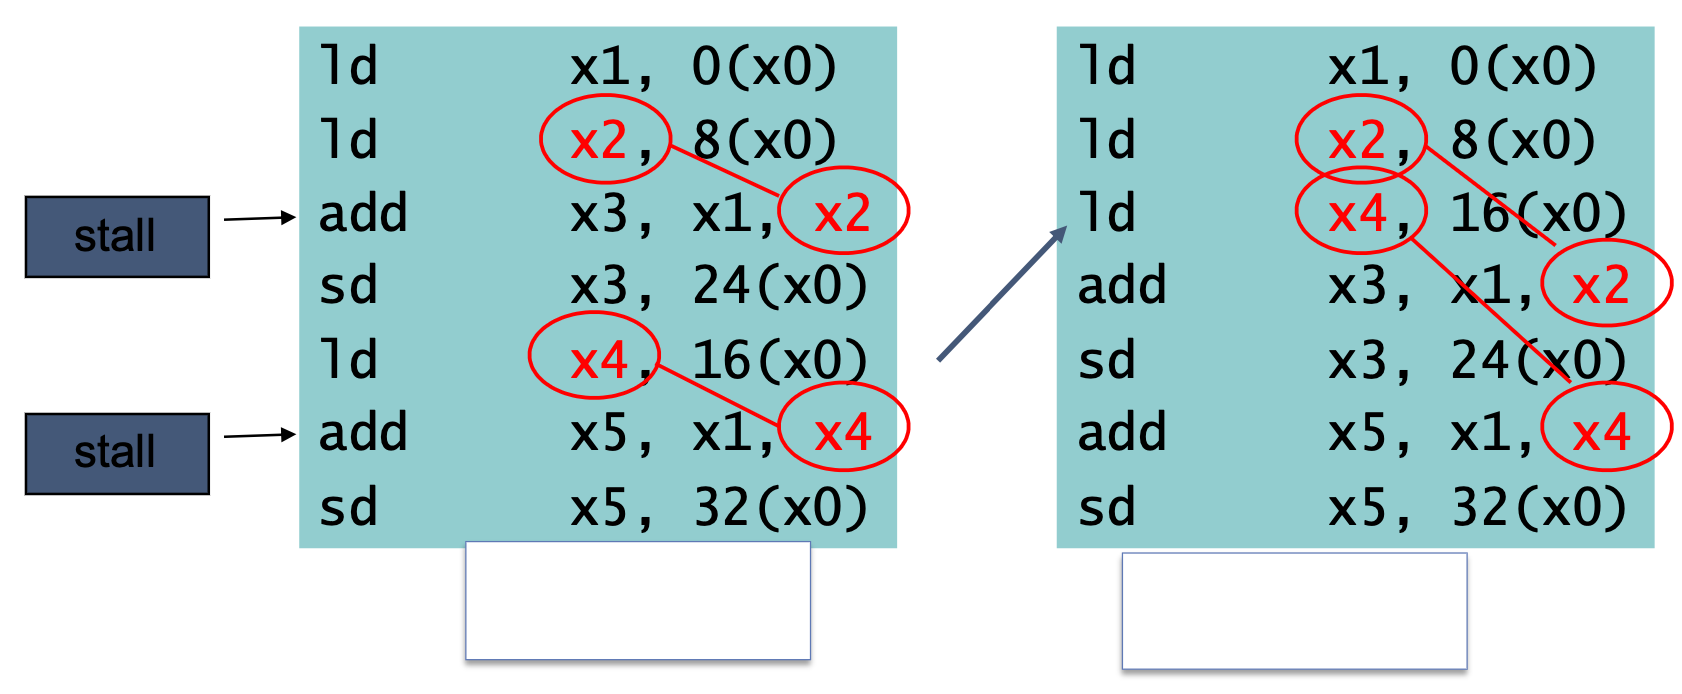 ld x1, 0(x0)
ld x2, 8(x0)
stall
add x3, x1, x2
sd x3, 24(x0)
ld x4, 16(x0)
stall
add x5, x1, x4
sd x5, 32(x0)
ld x1, 0(x0)
ld x2, 8(x0)
ld x4, 16(x0)
add x3, x1, x2
sd x3, 24(x0)
add x5, x1, x4
sd x5, 32(x0)